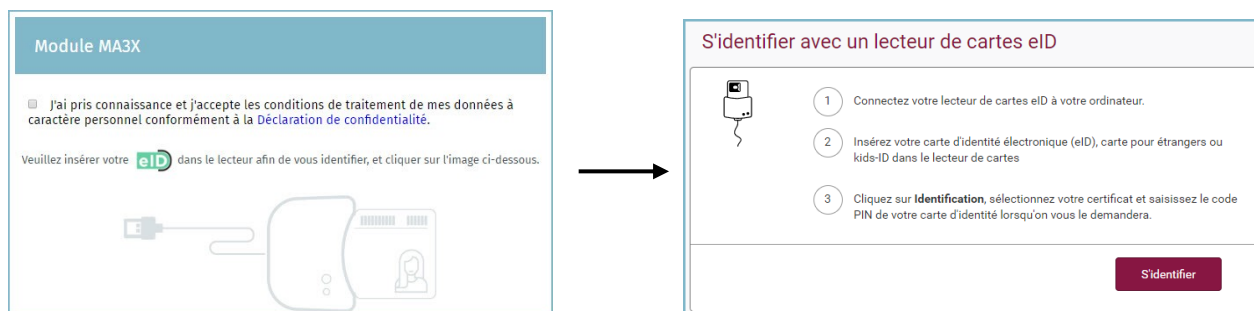 Module MA3X
J'ai pris connaissance et j'accepte les conditions de traitement de mes données à
caractère personnel conformément à la Déclaration de confidentialité.
Veuillez insérer votre eID dans le lecteur afin de vous identifier, et cliquer sur l'image ci-dessous.
S'identifier avec un lecteur de cartes eID
1 Connectez votre lecteur de cartes eID à votre ordinateur.
2 Insérez votre carte d'identité électronique (eID), carte pour étrangers ou
kids-ID dans le lecteur de cartes
3 Cliquez sur Identification, sélectionnez votre certificat et saisissez le code
PIN de votre carte d'identité lorsqu'on vous le demandera.
S'identifier